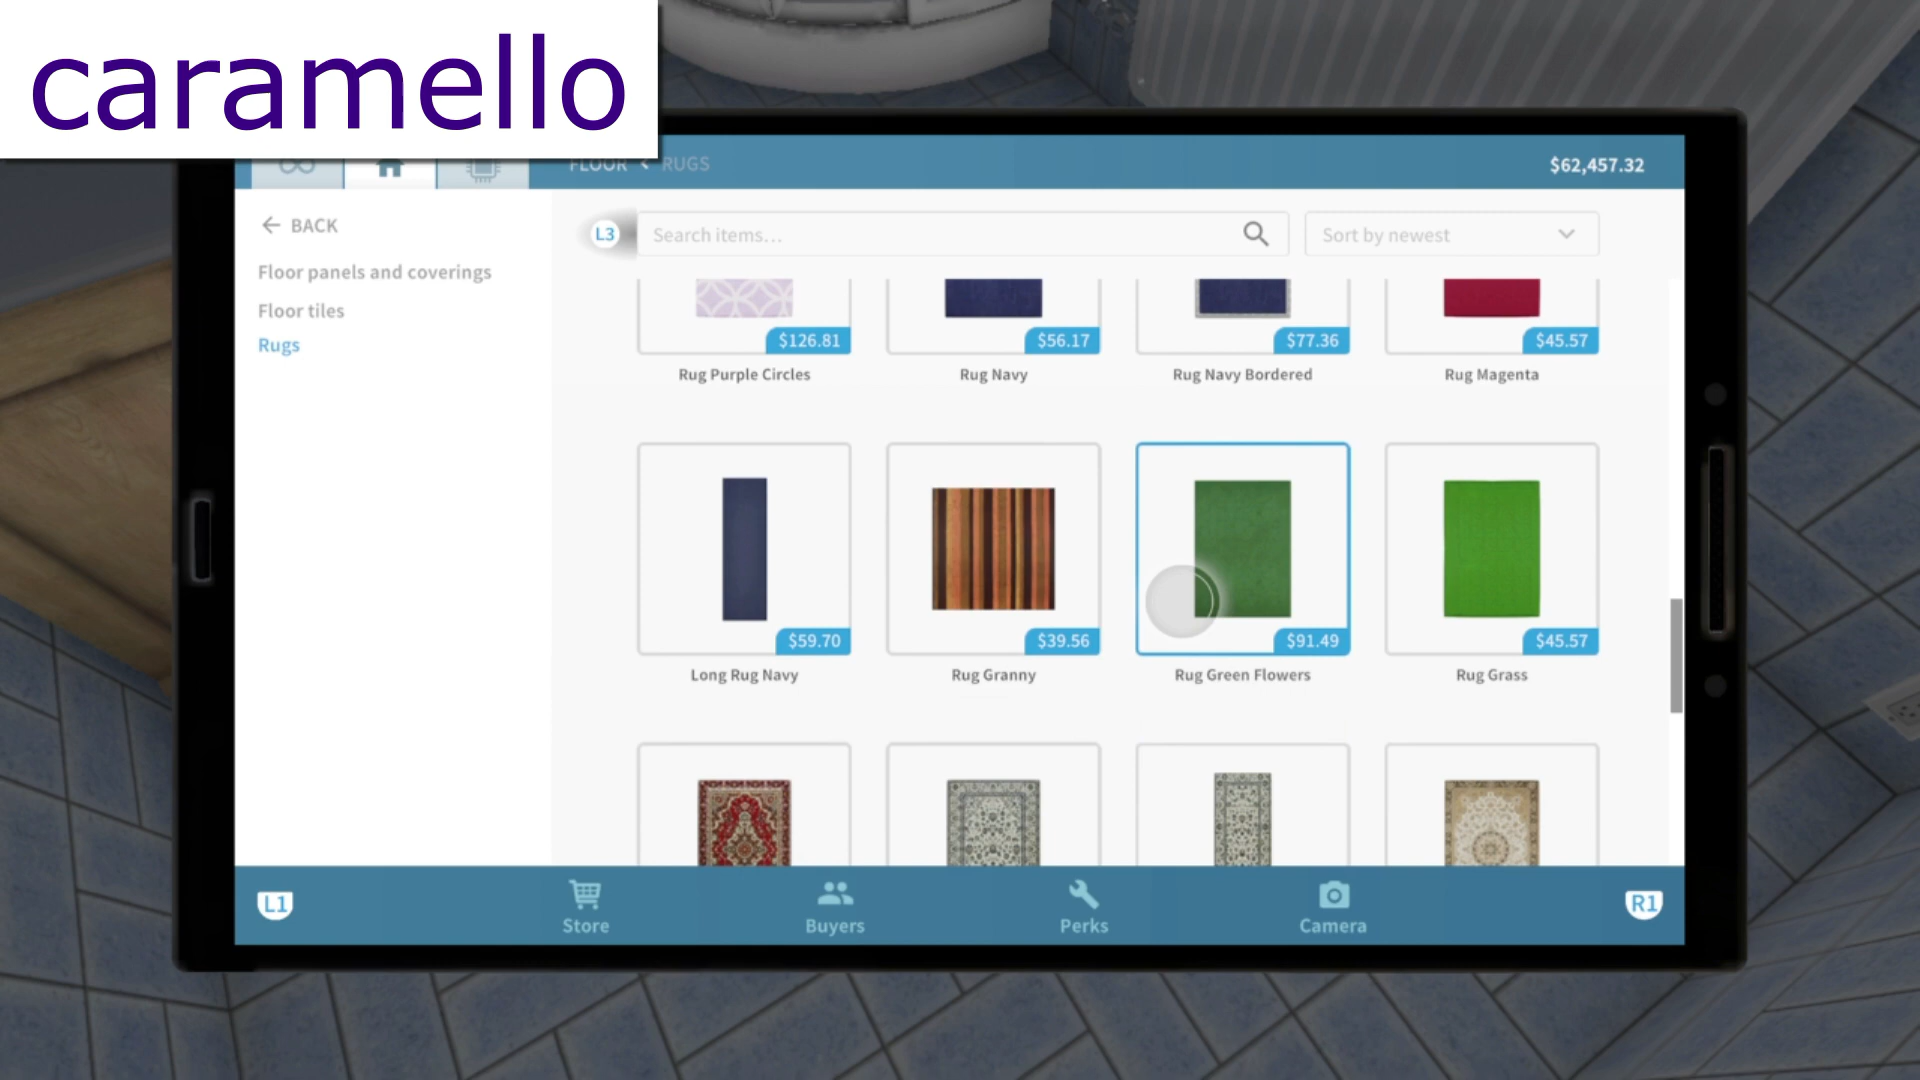 caramello
FLOOR < RUGS
$62,457.32
BACK
L3
Search items...
Sort by newest
Floor panels and coverings
Floor tiles
Rugs
$126.81
$56.17
$77.36
$45.57
Rug Purple Circles
Rug Navy
Rug Navy Bordered
Rug Magenta
$59.70
$39.56
$91.49
$45.57
Long Rug Navy
Rug Granny
Rug Green Flowers
Rug Grass
L1
Store
Buyers
Perks
Camera
R1